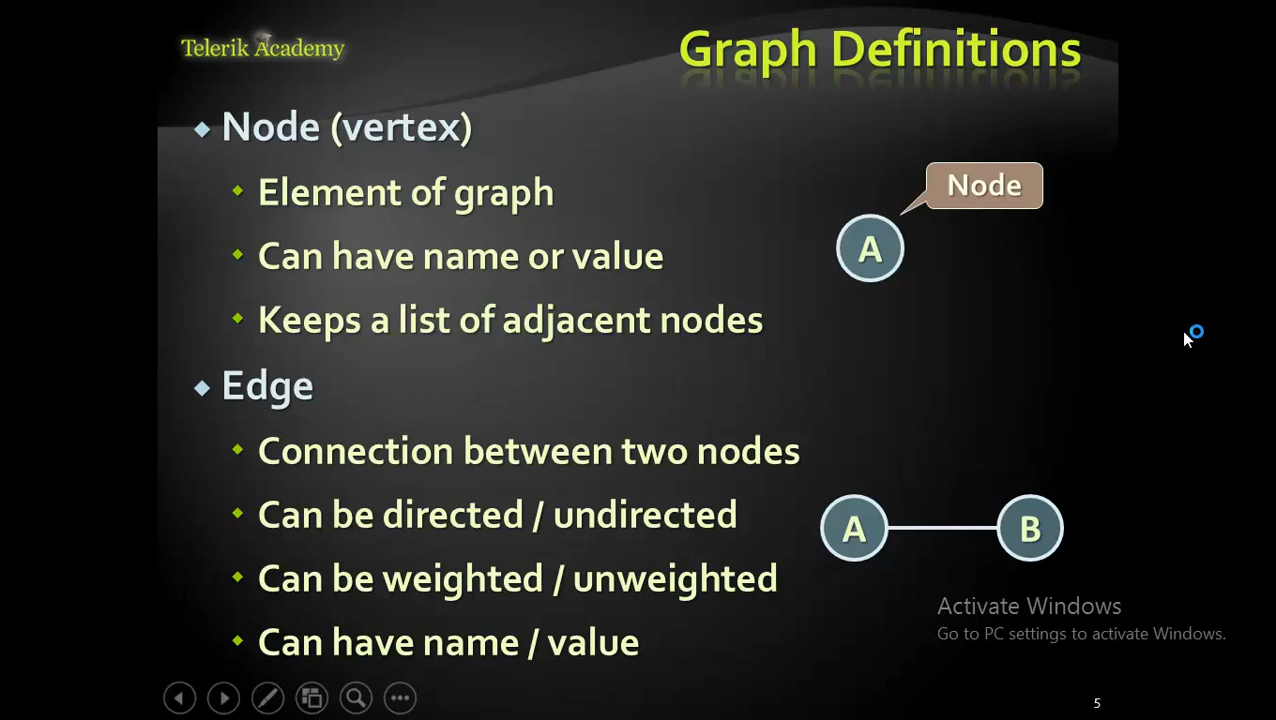 Telerik Academy
Graph Definitions
Node (vertex)
Element of graph
Can have name or value
Keeps a list of adjacent nodes
Node
A
Edge
Connection between two nodes
Can be directed / undirected
Can be weighted / unweighted
Can have name / value
A B
Activate Windows
Go to PC settings to activate Windows.
5